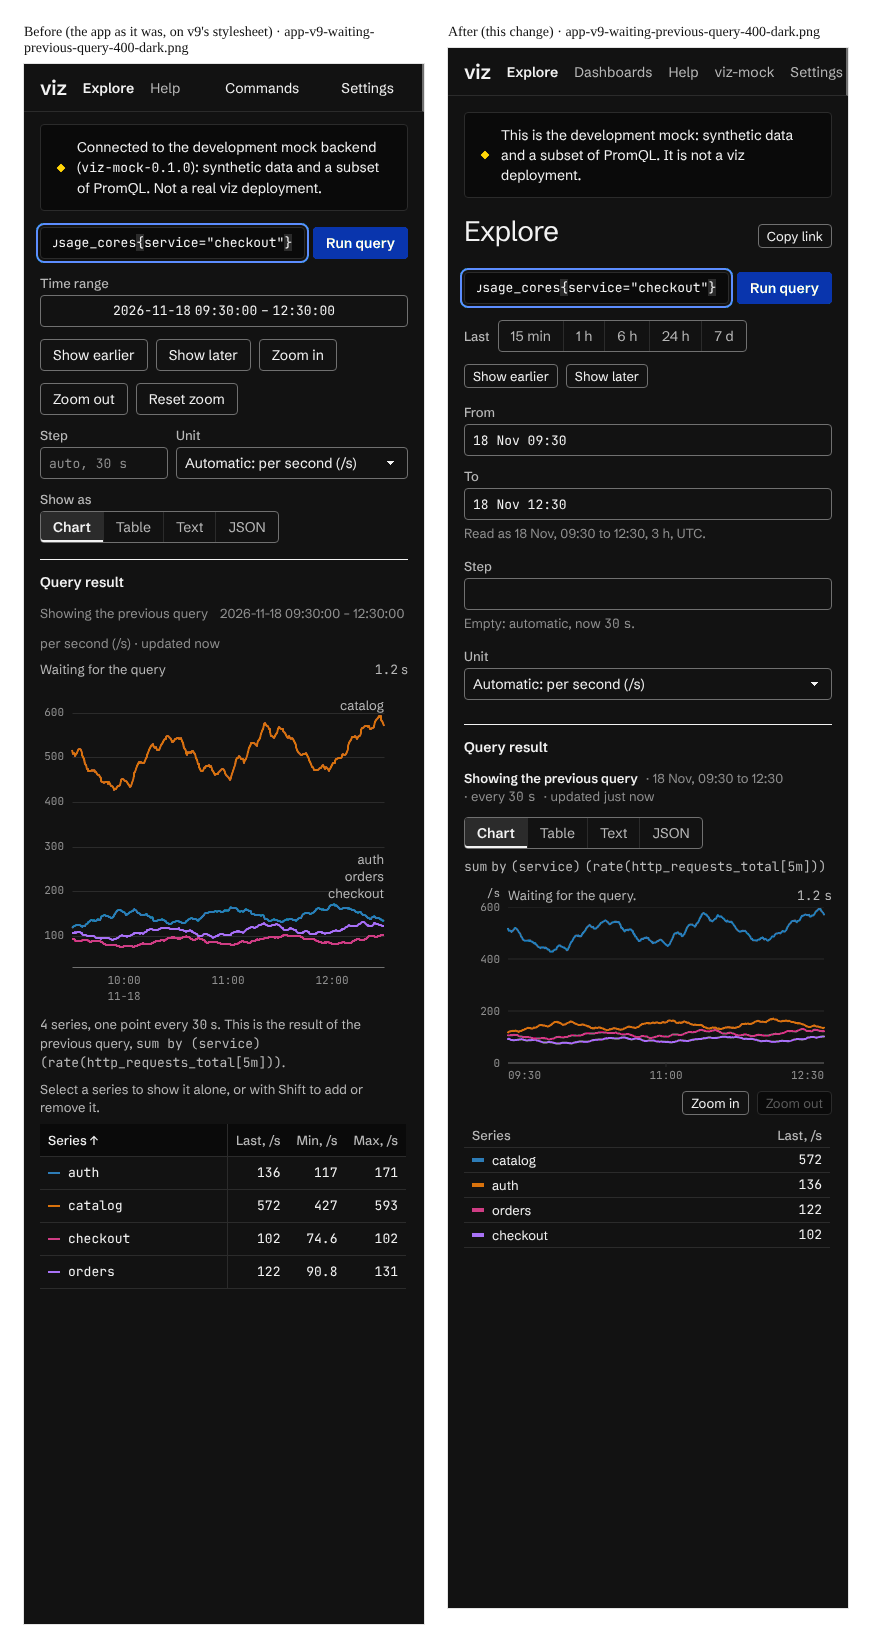 Before (the app as it was, on v9's stylesheet) · app-v9-waiting-
previous-query-400-dark.png
viz Explore Help Commands Settings
Connected to the development mock backend
(viz-mock-0.1.0): synthetic data and a subset
of PromQL. Not a real viz deployment.
usage_cores{service="checkout"} Run query
Time range
2026-11-18 09:30:00 – 12:30:00
Show earlier Show later Zoom in
Zoom out Reset zoom
Step Unit
auto, 30 s Automatic: per second (/s)
Show as
Chart Table Text JSON
Query result
Showing the previous query 2026-11-18 09:30:00 – 12:30:00
per second (/s) · updated now
Waiting for the query 1.2 s
catalog
600
500
400
300
auth
orders
200
checkout
100
10:00 11:00 12:00
11-18
4 series, one point every 30 s. This is the result of the
previous query, sum by (service)
(rate(http_requests_total[5m])).
Select a series to show it alone, or with Shift to add or
remove it.
Series ↑ Last, /s Min, /s Max, /s
auth 136 117 171
catalog 572 427 593
checkout 102 74.6 102
orders 122 90.8 131
After (this change) · app-v9-waiting-previous-query-400-dark.png
viz Explore Dashboards Help viz-mock Settings
This is the development mock: synthetic data
and a subset of PromQL. It is not a viz
deployment.
Explore Copy link
usage_cores{service="checkout"} Run query
Last 15 min 1 h 6 h 24 h 7 d
Show earlier Show later
From
18 Nov 09:30
To
18 Nov 12:30
Read as 18 Nov, 09:30 to 12:30, 3 h, UTC.
Step
Empty: automatic, now 30 s.
Unit
Automatic: per second (/s)
Query result
Showing the previous query · 18 Nov, 09:30 to 12:30
· every 30 s · updated just now
Chart Table Text JSON
sum by (service) (rate(http_requests_total[5m]))
/s Waiting for the query. 1.2 s
600
400
200
0
09:30 11:00 12:30
Zoom in Zoom out
Series Last, /s
catalog 572
auth 136
orders 122
checkout 102